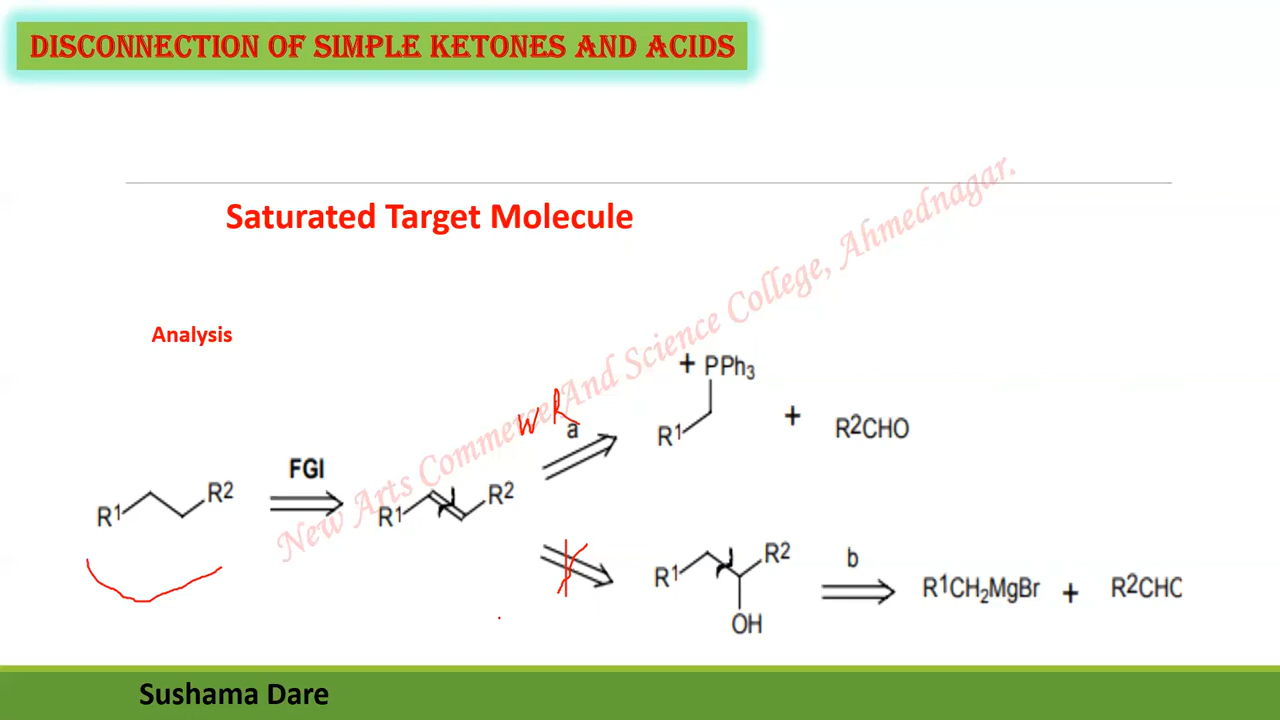 DISCONNECTION OF SIMPLE KETONES AND ACIDS
Saturated Target Molecule
Analysis
New Arts Commerce And Science College, Ahmednagar.
+ PPh3
R1
+
R2CHO
W R
a
FGI
R1 R2
R1 R2
R1 R2
OH
b
R1CH2MgBr + R2CHC
Sushama Dare